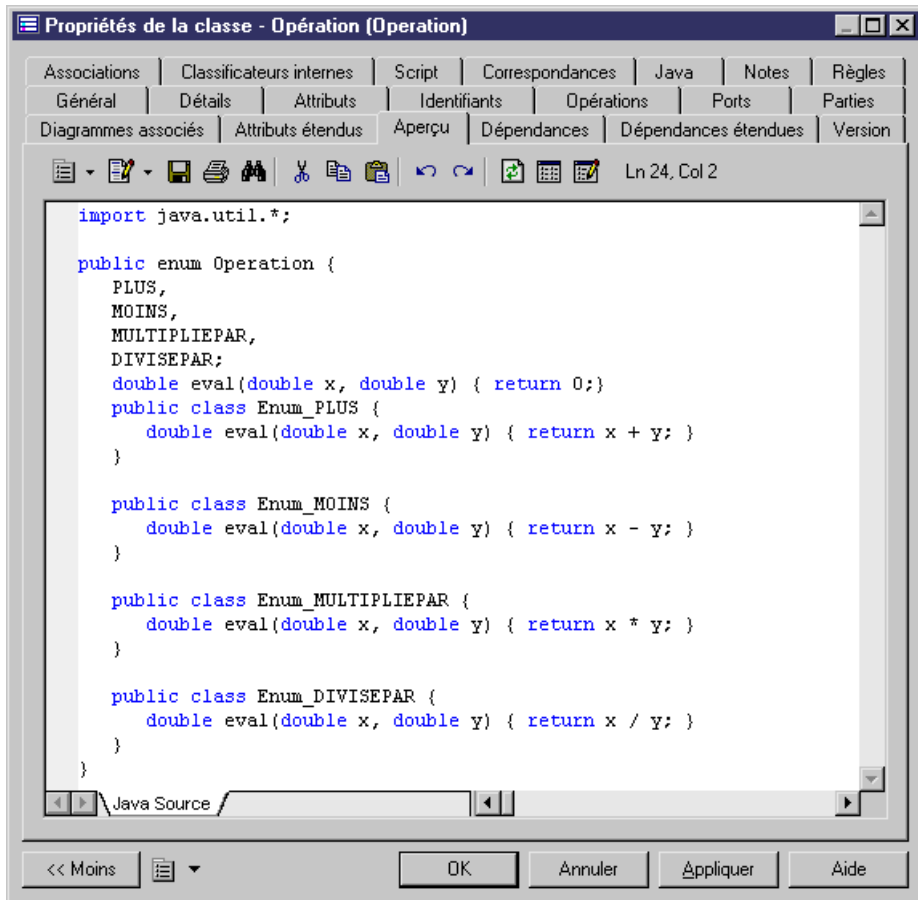 Propriétés de la classe - Opération (Operation)
Associations Classificateurs internes Script Correspondances Java Notes Règles
Général Détails Attributs Identifiants Opérations Ports Parties
Diagrammes associés Attributs étendus Aperçu Dépendances Dépendances étendues Version
Ln 24, Col 2
import java.util.*;
public enum Operation {
PLUS,
MOINS,
MULTIPLIEPAR,
DIVISEPAR;
double eval(double x, double y) { return 0;}
public class Enum_PLUS {
double eval(double x, double y) { return x + y; }
}
public class Enum_MOINS {
double eval(double x, double y) { return x - y; }
}
public class Enum_MULTIPLIEPAR {
double eval(double x, double y) { return x * y; }
}
public class Enum_DIVISEPAR {
double eval(double x, double y) { return x / y; }
}
}
Java Source
<< Moins OK Annuler Appliquer Aide